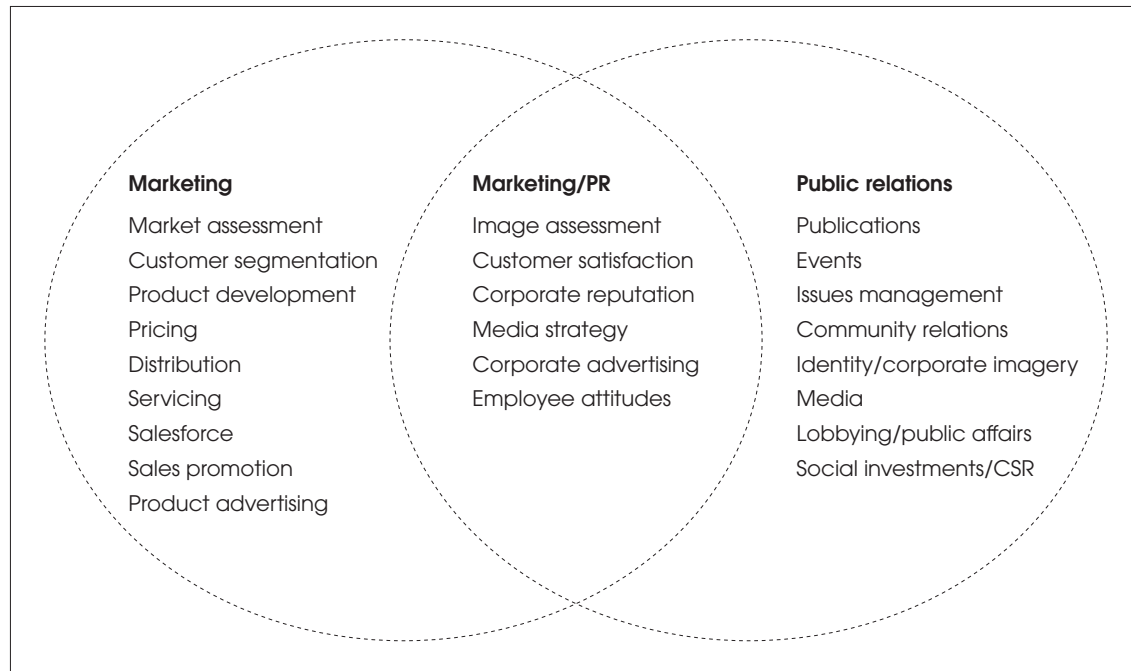 Marketing
Market assessment
Customer segmentation
Product development
Pricing
Distribution
Servicing
Salesforce
Sales promotion
Product advertising
Marketing/PR
Image assessment
Customer satisfaction
Corporate reputation
Media strategy
Corporate advertising
Employee attitudes
Public relations
Publications
Events
Issues management
Community relations
Identity/corporate imagery
Media
Lobbying/public affairs
Social investments/CSR